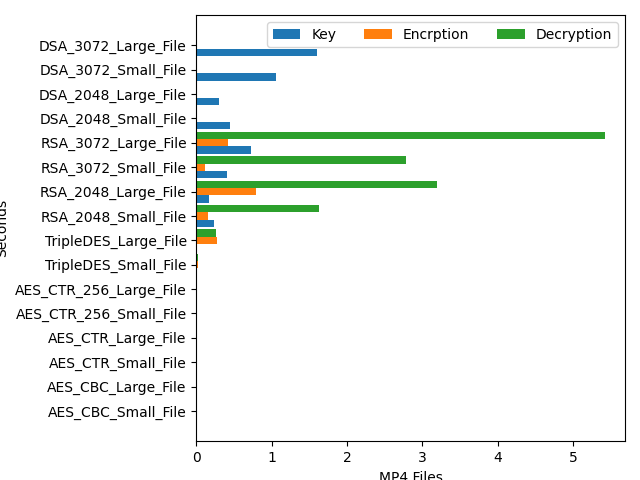 Key Encrption Decryption
DSA_3072_Large_File
DSA_3072_Small_File
DSA_2048_Large_File
DSA_2048_Small_File
RSA_3072_Large_File
RSA_3072_Small_File
RSA_2048_Large_File
RSA_2048_Small_File
TripleDES_Large_File
TripleDES_Small_File
AES_CTR_256_Large_File
AES_CTR_256_Small_File
AES_CTR_Large_File
AES_CTR_Small_File
AES_CBC_Large_File
AES_CBC_Small_File
Seconds
0 1 2 3 4 5
MP4 Files